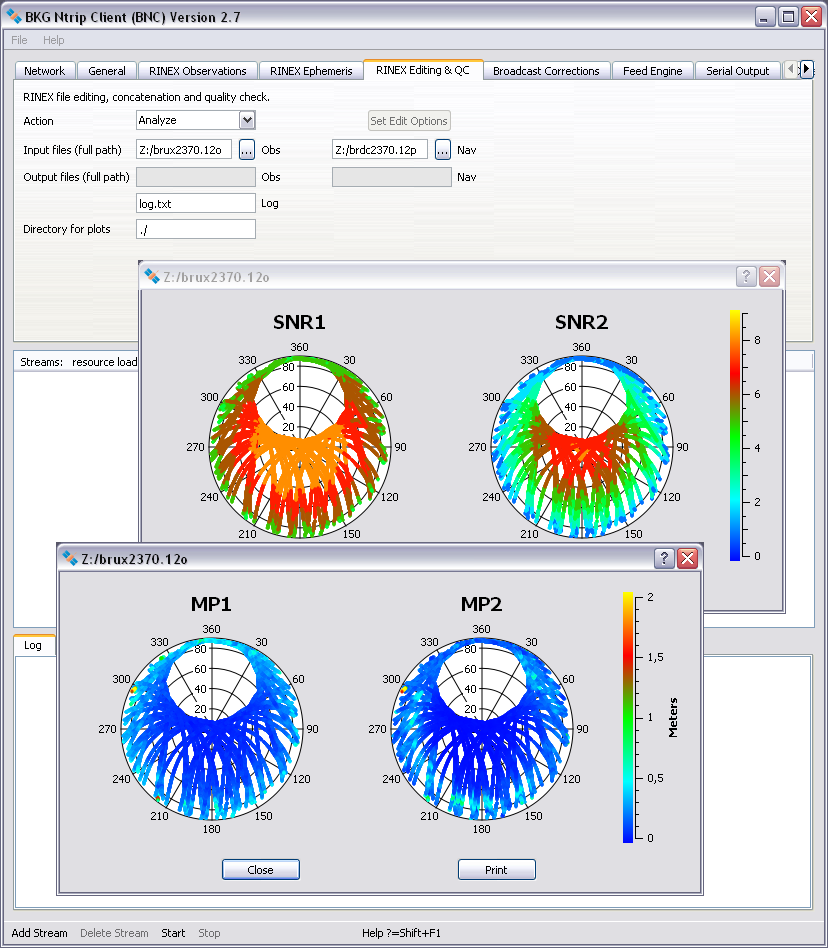 BKG Ntrip Client (BNC) Version 2.7
File Help
Network General RINEX Observations RINEX Ephemeris RINEX Editing & QC Broadcast Corrections Feed Engine Serial Output
RINEX file editing, concatenation and quality check.
Action Analyze Set Edit Options
Input files (full path) Z:/brux2370.12o ... Obs Z:/brdc2370.12p ... Nav
Output files (full path) Obs Nav
log.txt Log
Directory for plots ./
Streams: resource load
Z:/brux2370.12o ?
SNR1 SNR2
360 360
330 30 330 30
80 80
60 60
300 60 300 60
40 40
20 20
270 90 270 90
240 120 240 120
210 150 210 150
8
6
4
2
0
Z:/brux2370.12o ?
MP1 MP2
360 360
330 30 330 30
80 80
60 60
300 60 300 60
40 40
20 20
270 90 270 90
240 120 240 120
210 150 210 150
180 180
2
1,5
1
0,5
0
Meters
Close Print
Log
Add Stream Delete Stream Start Stop Help ?=Shift+F1